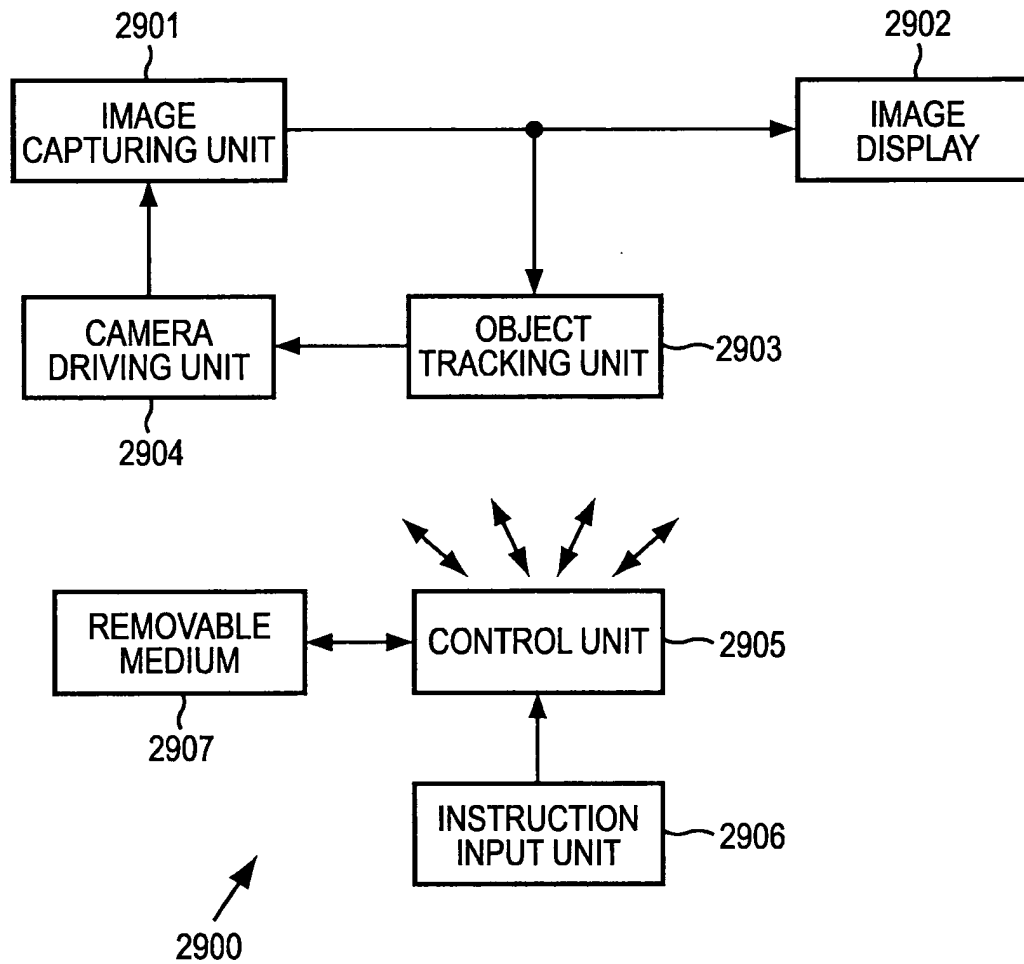 2901
2902
IMAGE
CAPTURING UNIT
IMAGE
DISPLAY
CAMERA
DRIVING UNIT
OBJECT
TRACKING UNIT
2903
2904
REMOVABLE
MEDIUM
CONTROL UNIT
2905
2907
INSTRUCTION
INPUT UNIT
2906
2900